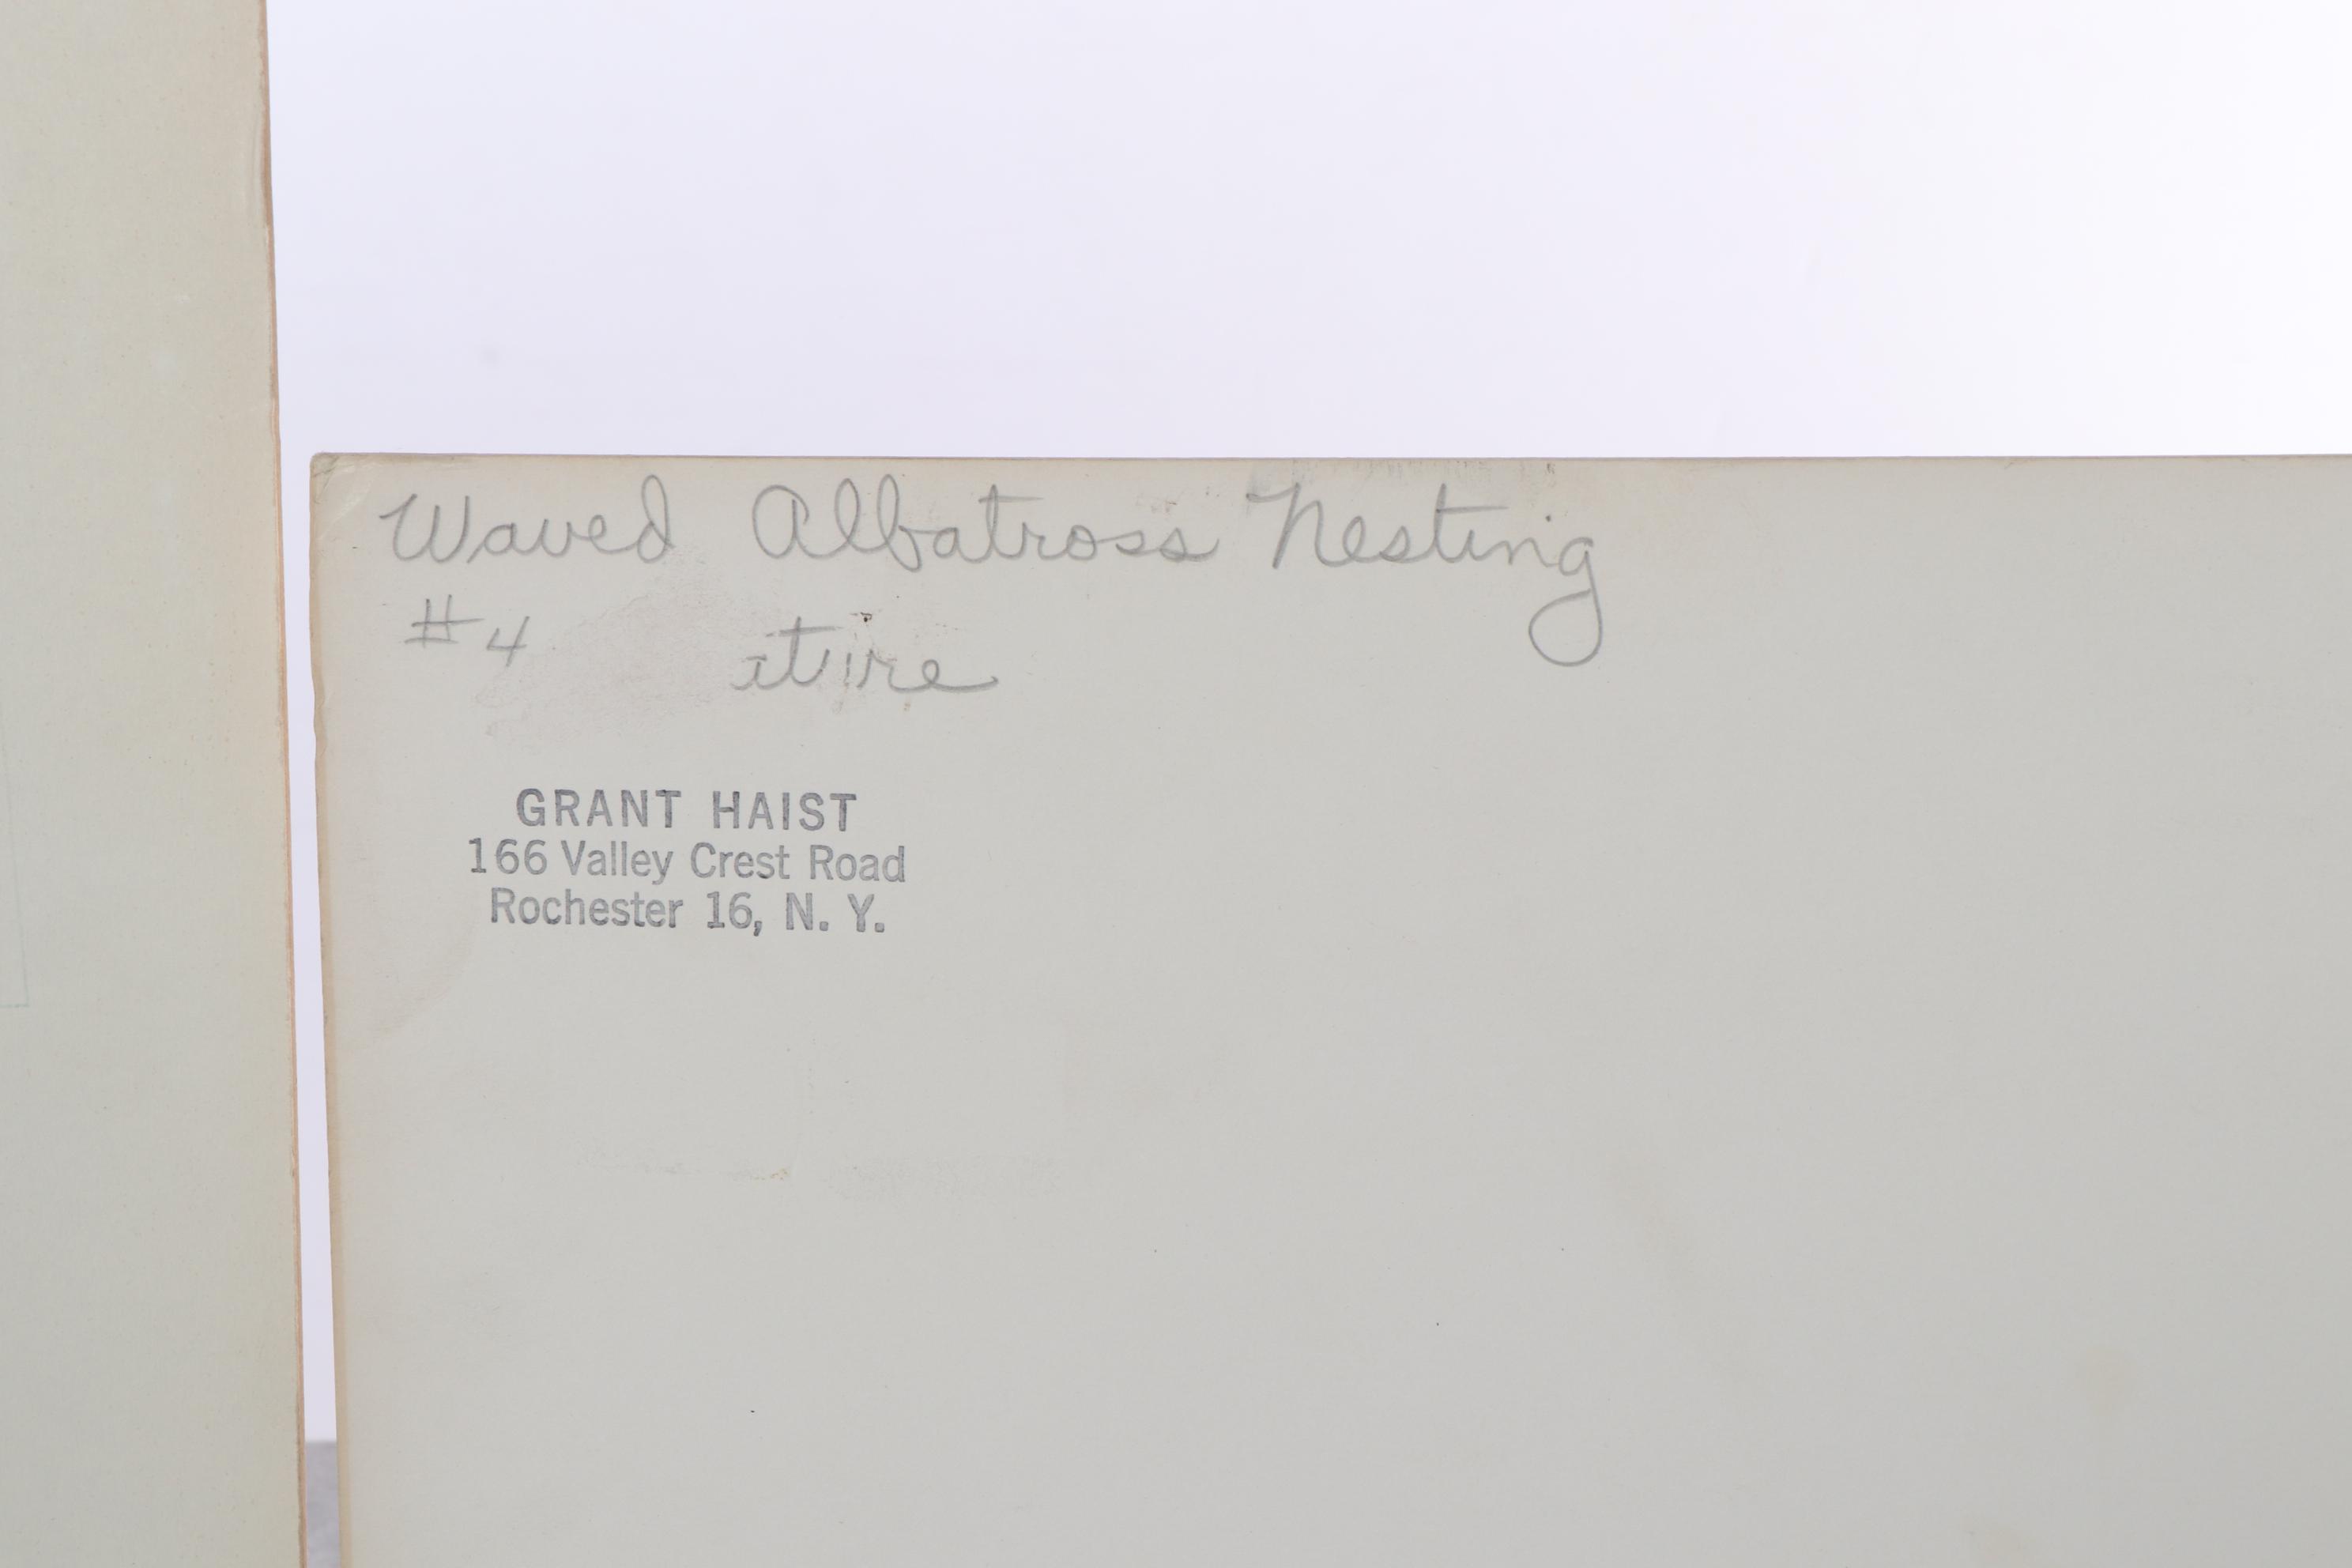 Waved Albatross Nesting
#4
GRANT HAIST
166 Valley Crest Road
Rochester 16, N. Y.